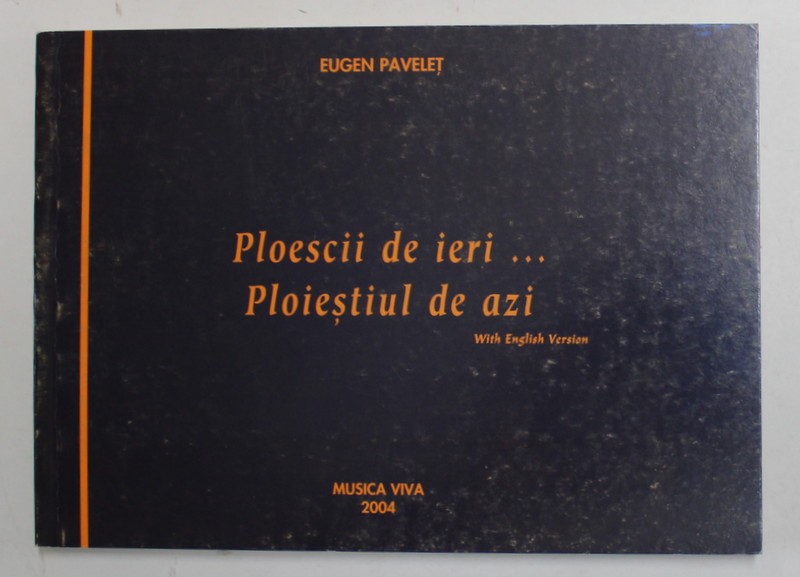 EUGEN PAVELEȚ
Ploescii de ieri ...
Ploieștiul de azi
With English Version
MUSICA VIVA
2004